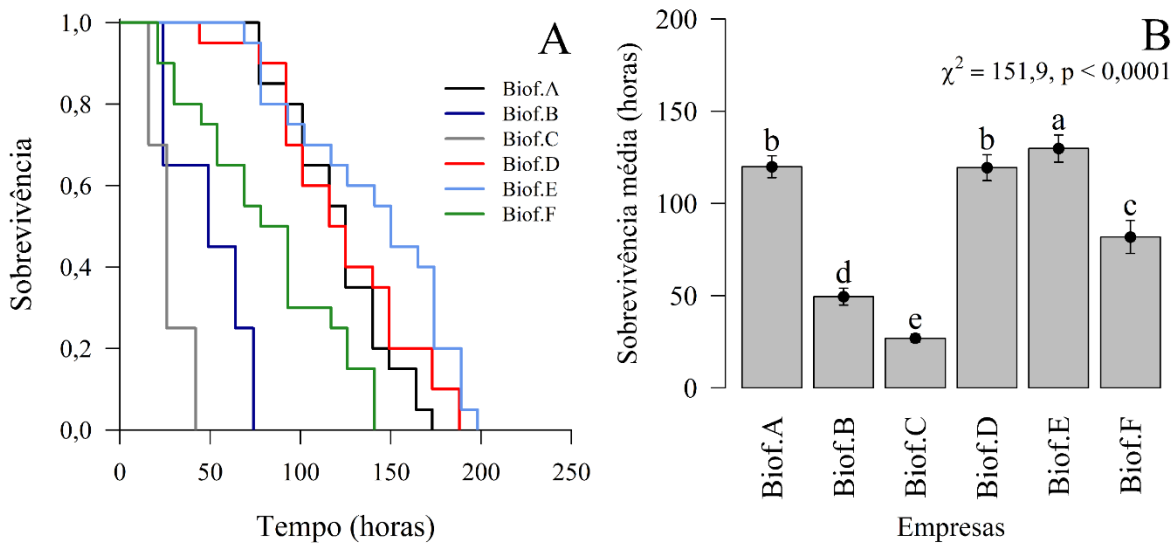 A
Sobrevivência
1,0
0,8
0,6
0,4
0,2
0,0
Biof.A
Biof.B
Biof.C
Biof.D
Biof.E
Biof.F
0 50 100 150 200 250
Tempo (horas)
B
χ² = 151,9, p < 0,0001
Sobrevivência média (horas)
200
150
100
50
0
b
d
e
b
a
c
Biof.A
Biof.B
Biof.C
Biof.D
Biof.E
Biof.F
Empresas